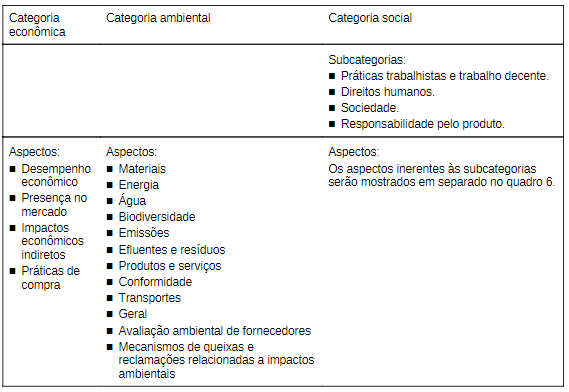 Categoria
econômica
Categoria ambiental
Categoria social
Subcategorias:
■ Práticas trabalhistas e trabalho decente.
■ Direitos humanos.
■ Sociedade.
■ Responsabilidade pelo produto.
Aspectos:
■ Desempenho
econômico
■ Presença no
mercado
■ Impactos
econômicos
indiretos
■ Práticas de
compra
Aspectos:
■ Materiais
■ Energia
■ Água
■ Biodiversidade
■ Emissões
■ Efluentes e resíduos
■ Produtos e serviços
■ Conformidade
■ Transportes
■ Geral
■ Avaliação ambiental de fornecedores
■ Mecanismos de queixas e
reclamações relacionadas a impactos
ambientais
Aspectos:
Os aspectos inerentes às subcategorias
serão mostrados em separado no quadro 6.